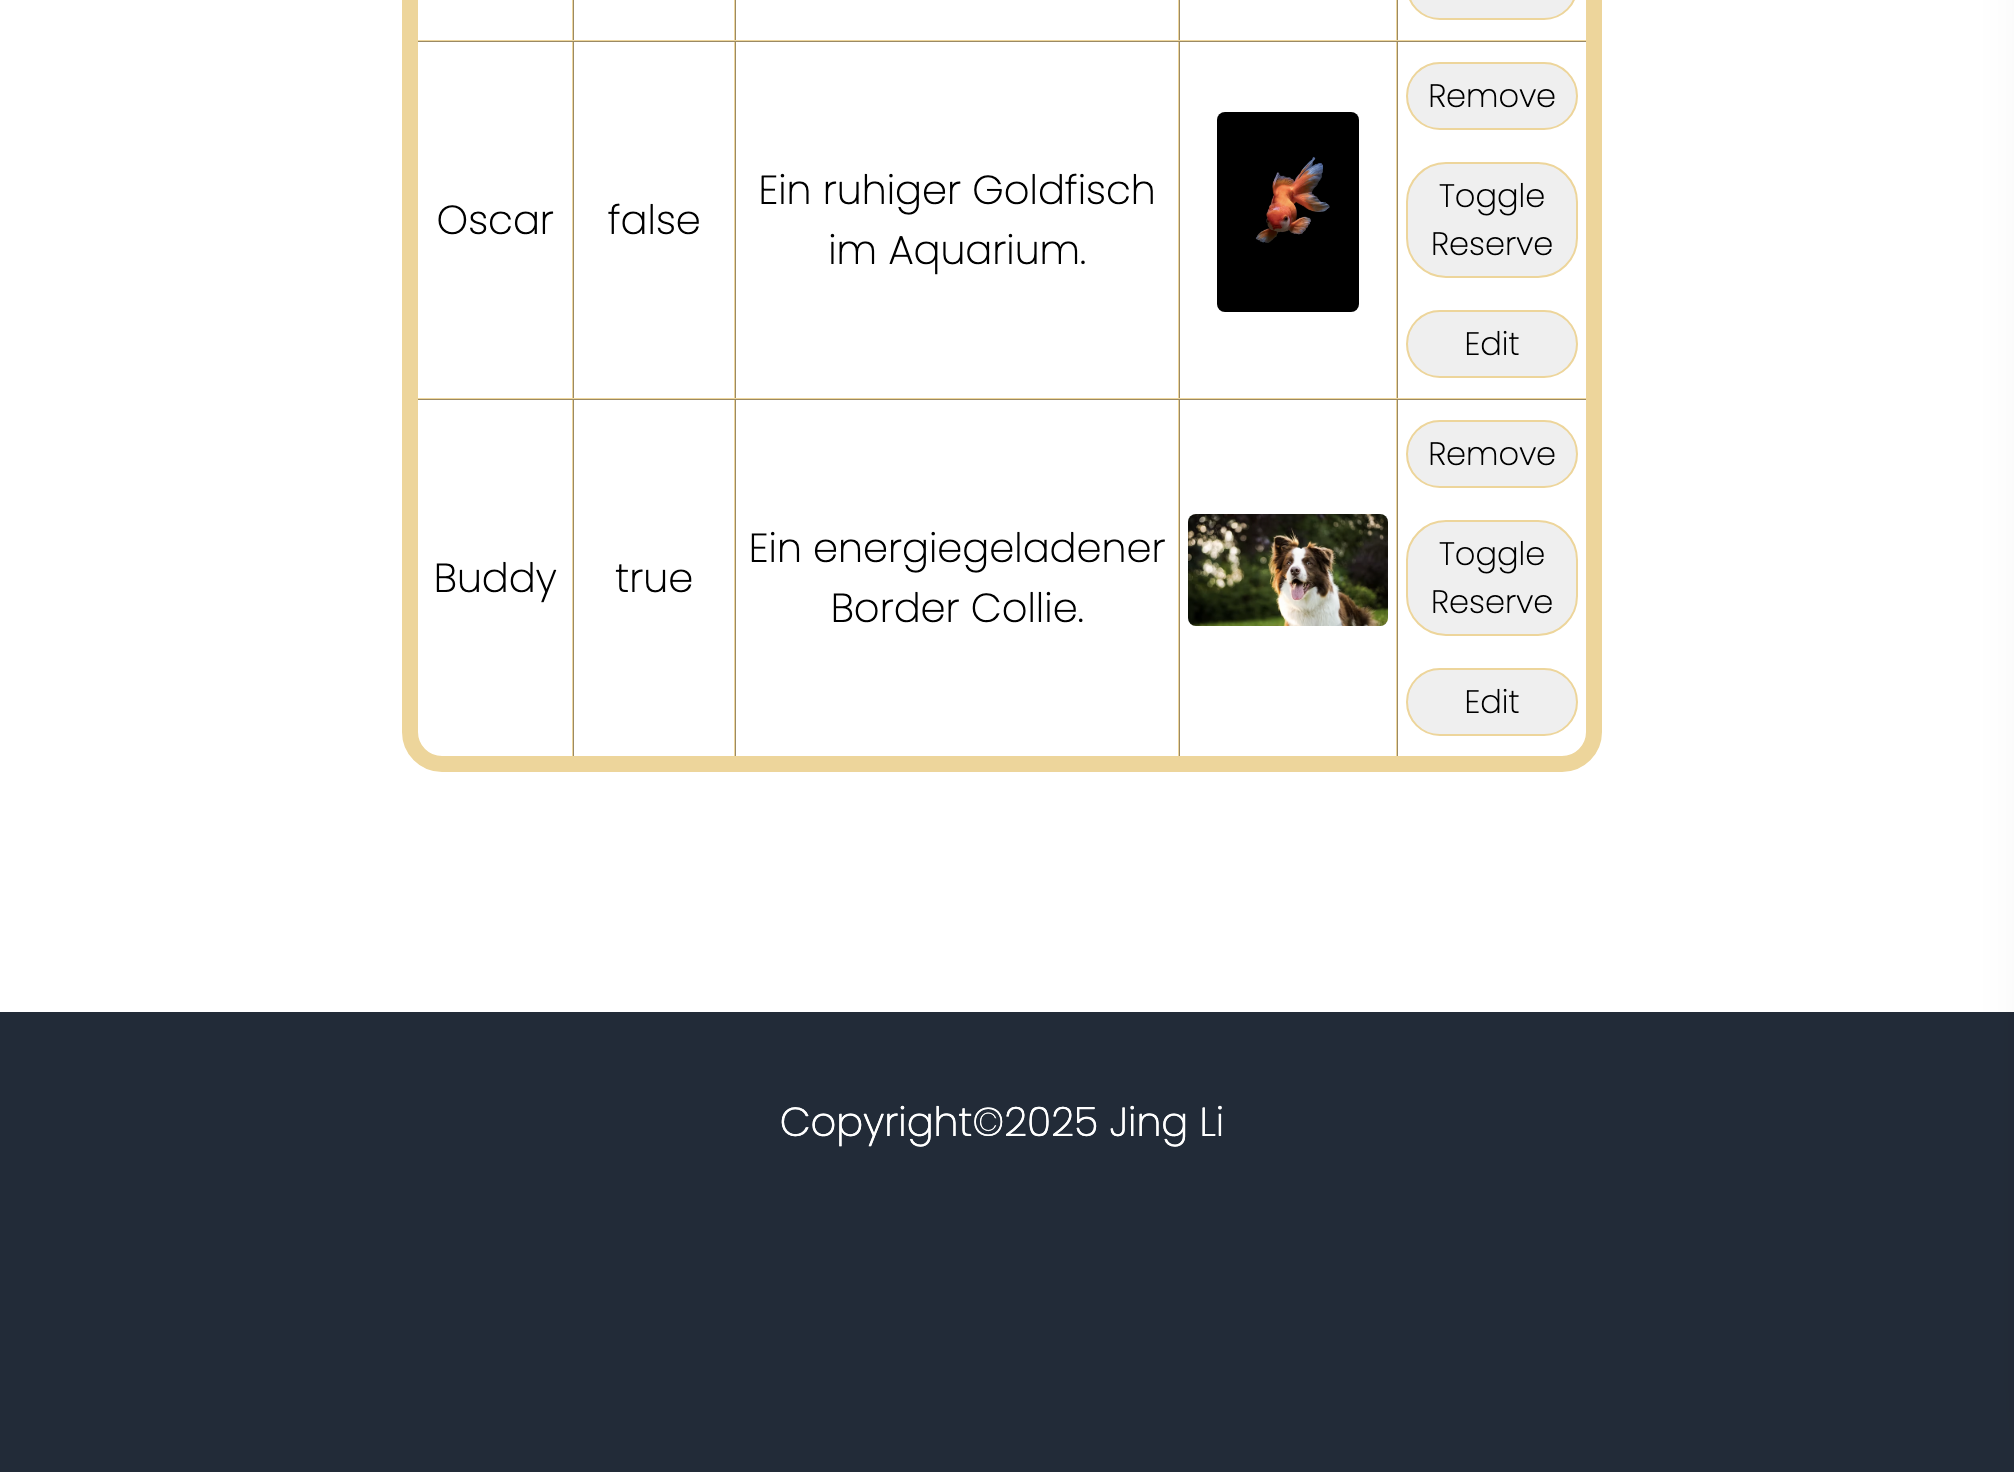 Remove
Oscar
false
Ein ruhiger Goldfisch
im Aquarium.
Toggle
Reserve
Edit
Remove
Buddy
true
Ein energiegeladener
Border Collie.
Toggle
Reserve
Edit
Copyright©2025 Jing Li